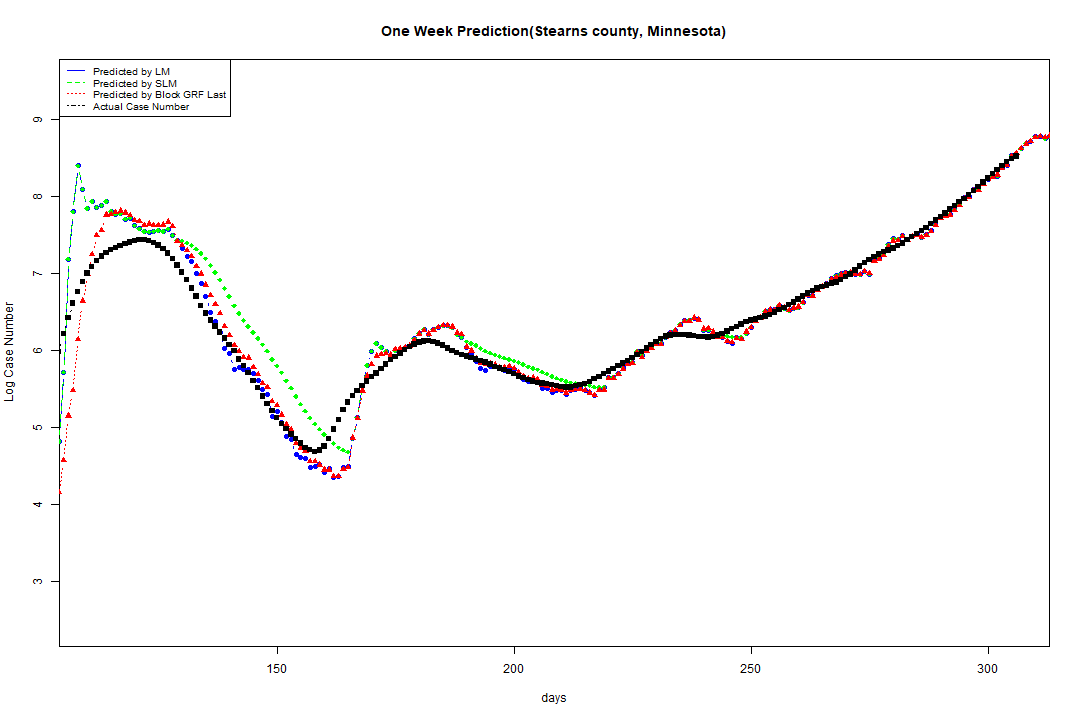 One Week Prediction(Stearns county, Minnesota)
Predicted by LM
Predicted by SLM
Predicted by Block GRF Last
Actual Case Number
9
8
7
6
5
4
3
Log Case Number
150
200
250
300
days